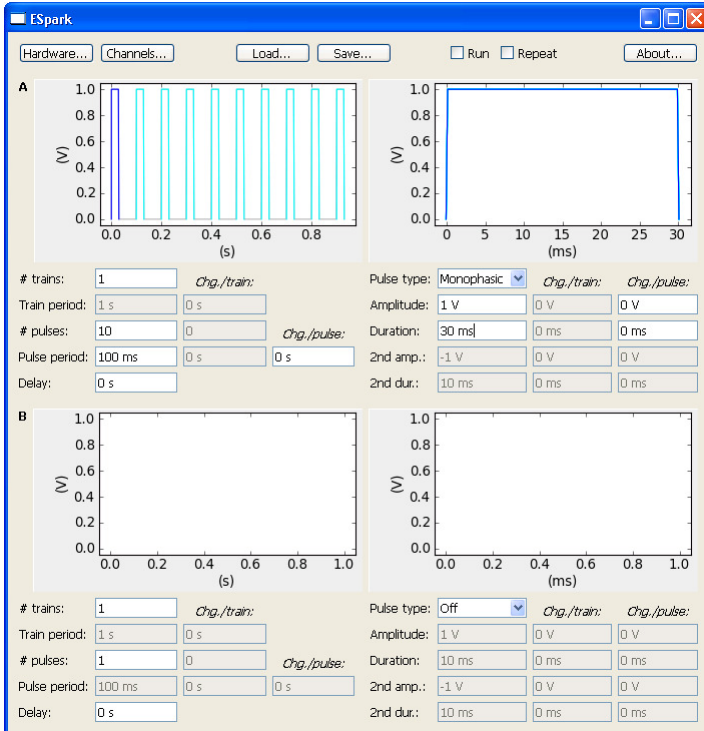 ESpark
Hardware... Channels... Load... Save... Run Repeat About...
A
1.0 1.0
0.8 0.8
0.6 0.6
(V) (V)
0.4 0.4
0.2 0.2
0.0 0.0
0.0 0.2 0.4 0.6 0.8 0 5 10 15 20 25 30
(s) (ms)
# trains: 1 Chg./train: Pulse type: Monophasic Chg./train: Chg./pulse:
Train period: 1 s 0 s Amplitude: 1 V 0 V 0 V
# pulses: 10 0 Chg./pulse: Duration: 30 ms 0 ms 0 ms
Pulse period: 100 ms 0 s 0 s 2nd amp.: -1 V 0 V 0 V
Delay: 0 s 2nd dur.: 10 ms 0 ms 0 ms
B
1.0 1.0
0.8 0.8
0.6 0.6
(V) (V)
0.4 0.4
0.2 0.2
0.0 0.0
0.0 0.2 0.4 0.6 0.8 1.0 0.0 0.2 0.4 0.6 0.8 1.0
(s) (ms)
# trains: 1 Chg./train: Pulse type: Off Chg./train: Chg./pulse:
Train period: 1 s 0 s Amplitude: 1 V 0 V 0 V
# pulses: 1 0 Chg./pulse: Duration: 10 ms 0 ms 0 ms
Pulse period: 100 ms 0 s 0 s 2nd amp.: -1 V 0 V 0 V
Delay: 0 s 2nd dur.: 10 ms 0 ms 0 ms